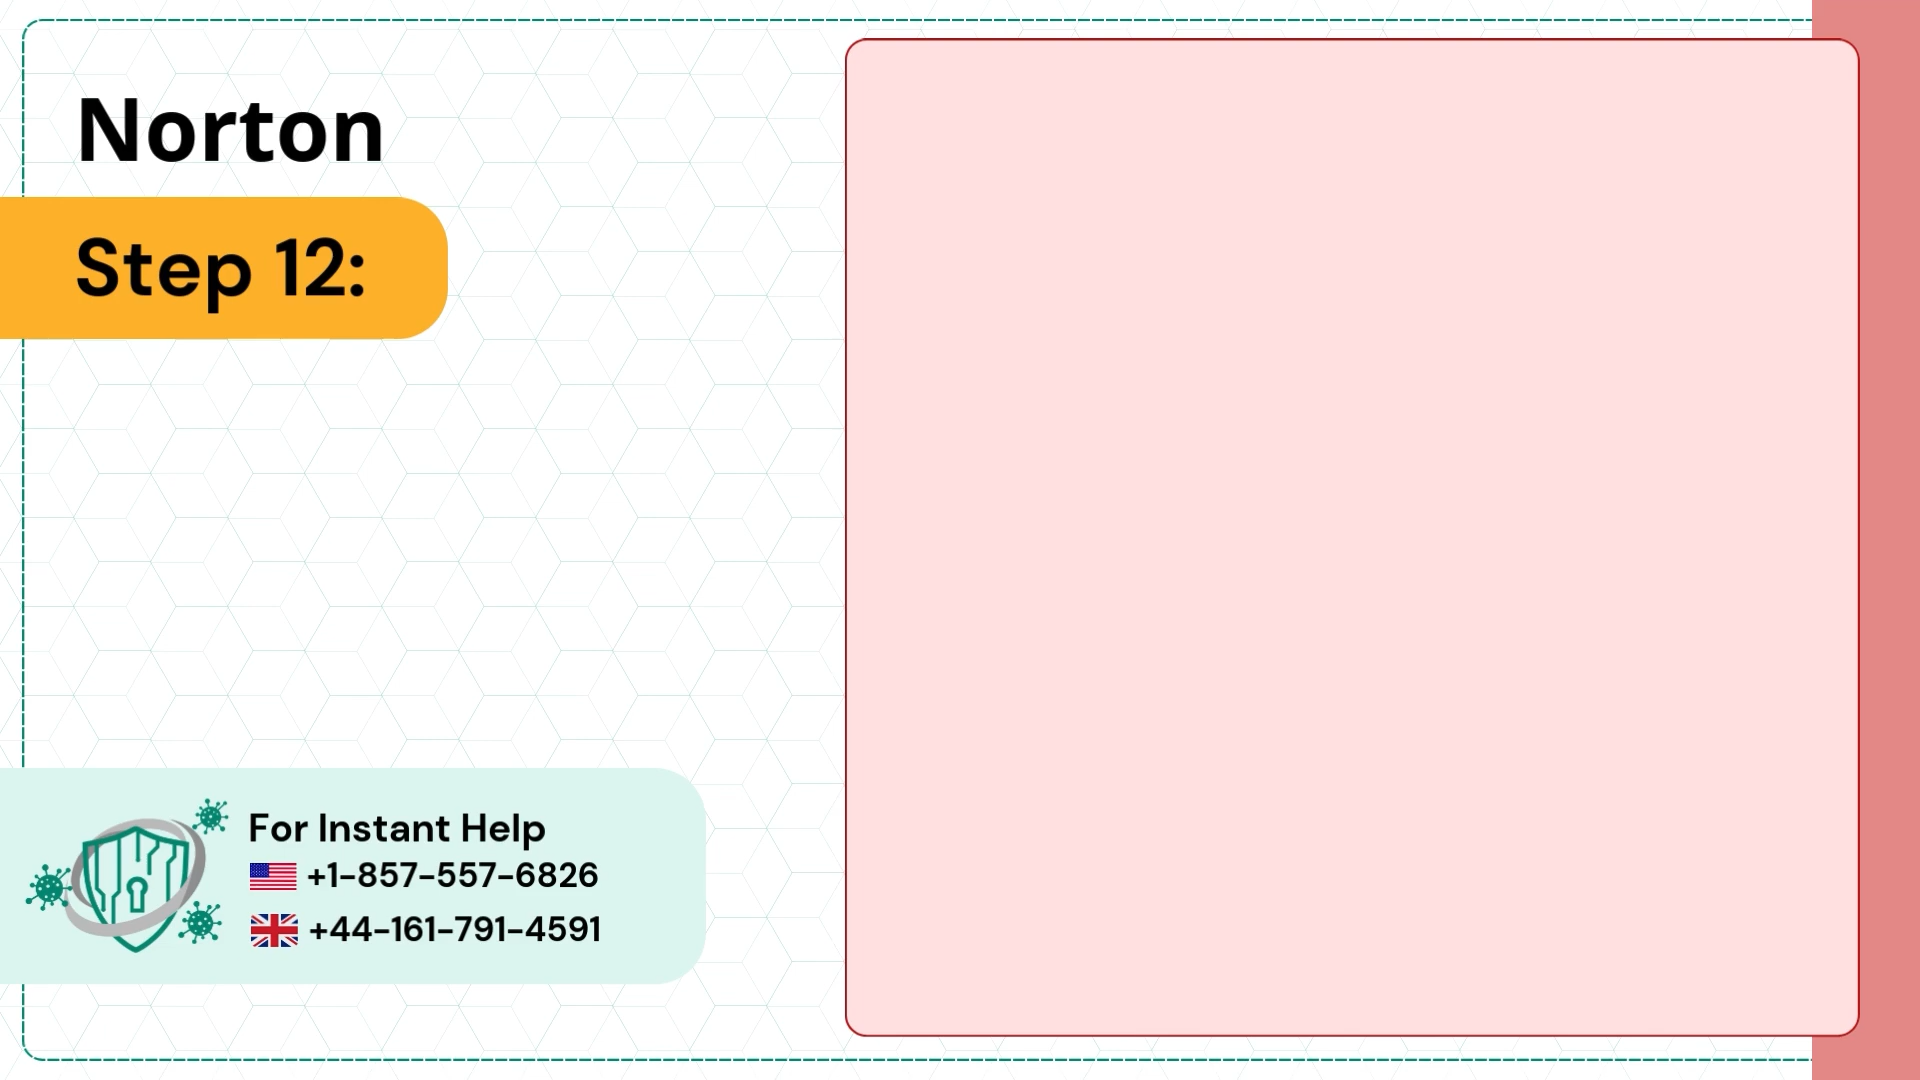 Norton
Step 12:
For Instant Help
+1-857-557-6826
+44-161-791-4591